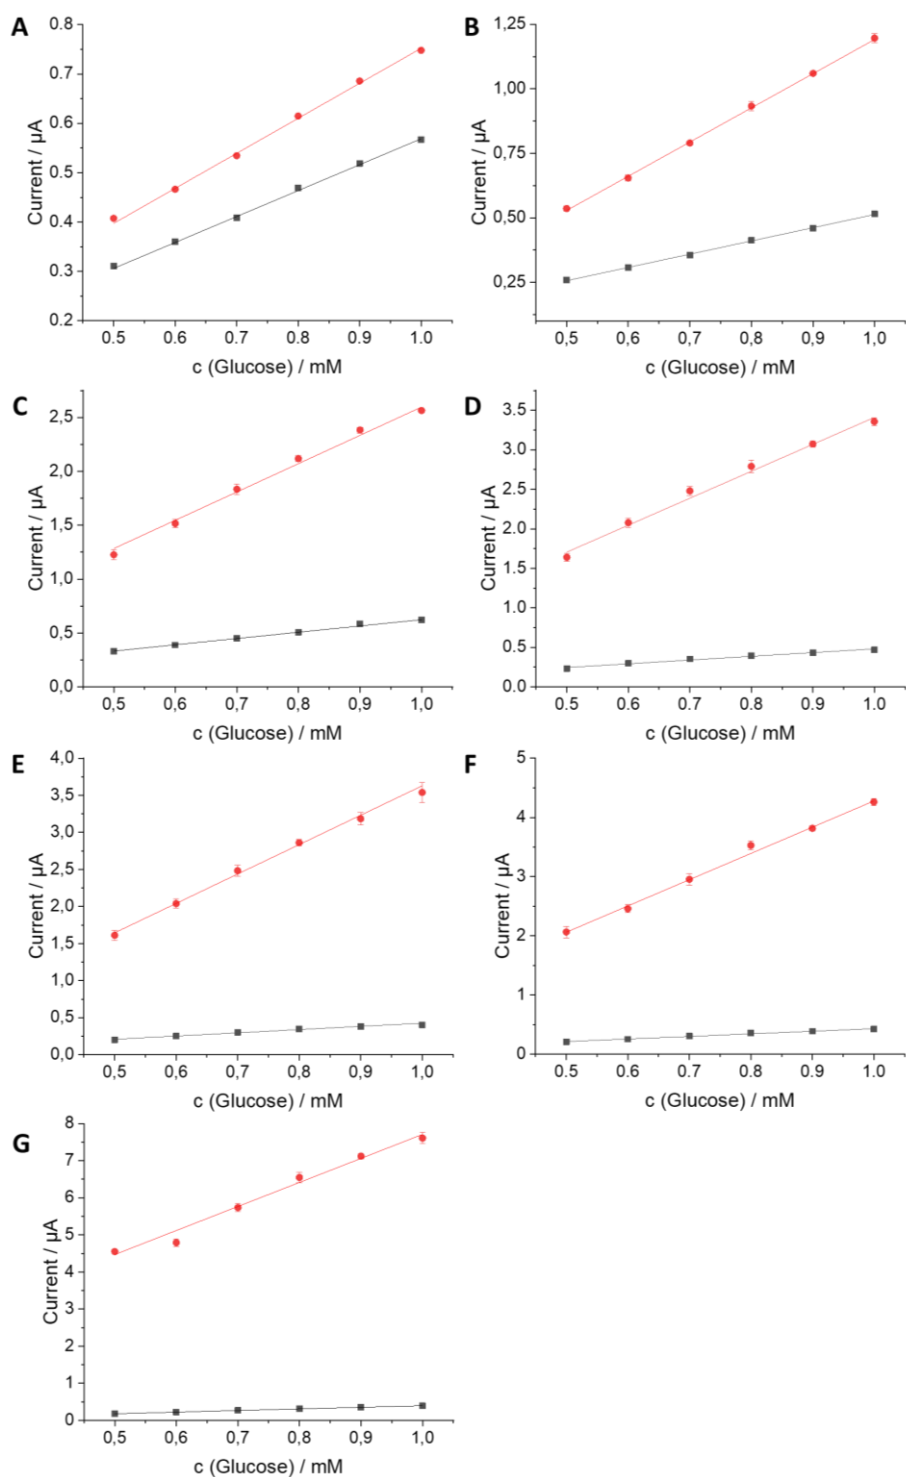 A
0.8
0.7
0.6
0.5
0.4
0.3
0.2
Current / µA
0.5 0.6 0.7 0.8 0.9 1.0
c (Glucose) / mM
B
1,25
1,00
0,75
0,50
0,25
Current / µA
0,5 0,6 0,7 0,8 0,9 1,0
c (Glucose) / mM
C
2.5
2.0
1.5
1.0
0.5
0,0
Current / µA
0,5 0,6 0,7 0,8 0,9 1,0
c (Glucose) / mM
D
3.5
3.0
2.5
2.0
1.5
1.0
0.5
0.0
Current / µA
0.5 0.6 0.7 0.8 0.9 1.0
c (Glucose) / mM
E
4,0
3,5
3,0
2,5
2,0
1,5
1,0
0,5
0,0
Current / µA
0,5 0,6 0,7 0,8 0,9 1,0
c (Glucose) / mM
F
5
4
3
2
1
0
Current / µA
0.5 0.6 0.7 0.8 0.9 1.0
c (Glucose) / mM
G
8
7
6
5
4
3
2
1
0
Current / µA
0,5 0,6 0,7 0,8 0,9 1,0
c (Glucose) / mM